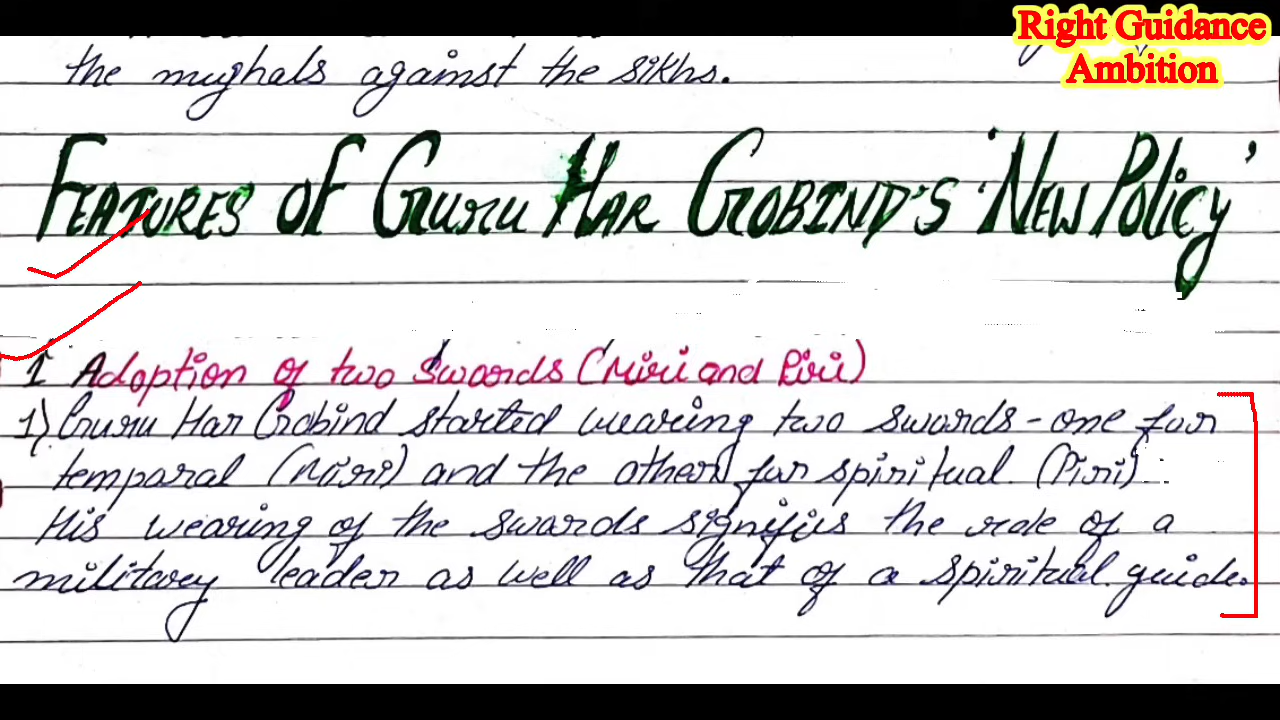 Right Guidance
Ambition
the mughals against the sikhs.
FEATURES OF GURU HAR GOBIND'S 'NEW POLICY'
1 Adoption of two Swords (Miri and Piri)
1) Guru Har Gobind started wearing two swords - one for
temporal (Miri) and the other for spiritual (Piri).
His wearing of the swords signifies the role of a
military leader as well as that of a spiritual guide.